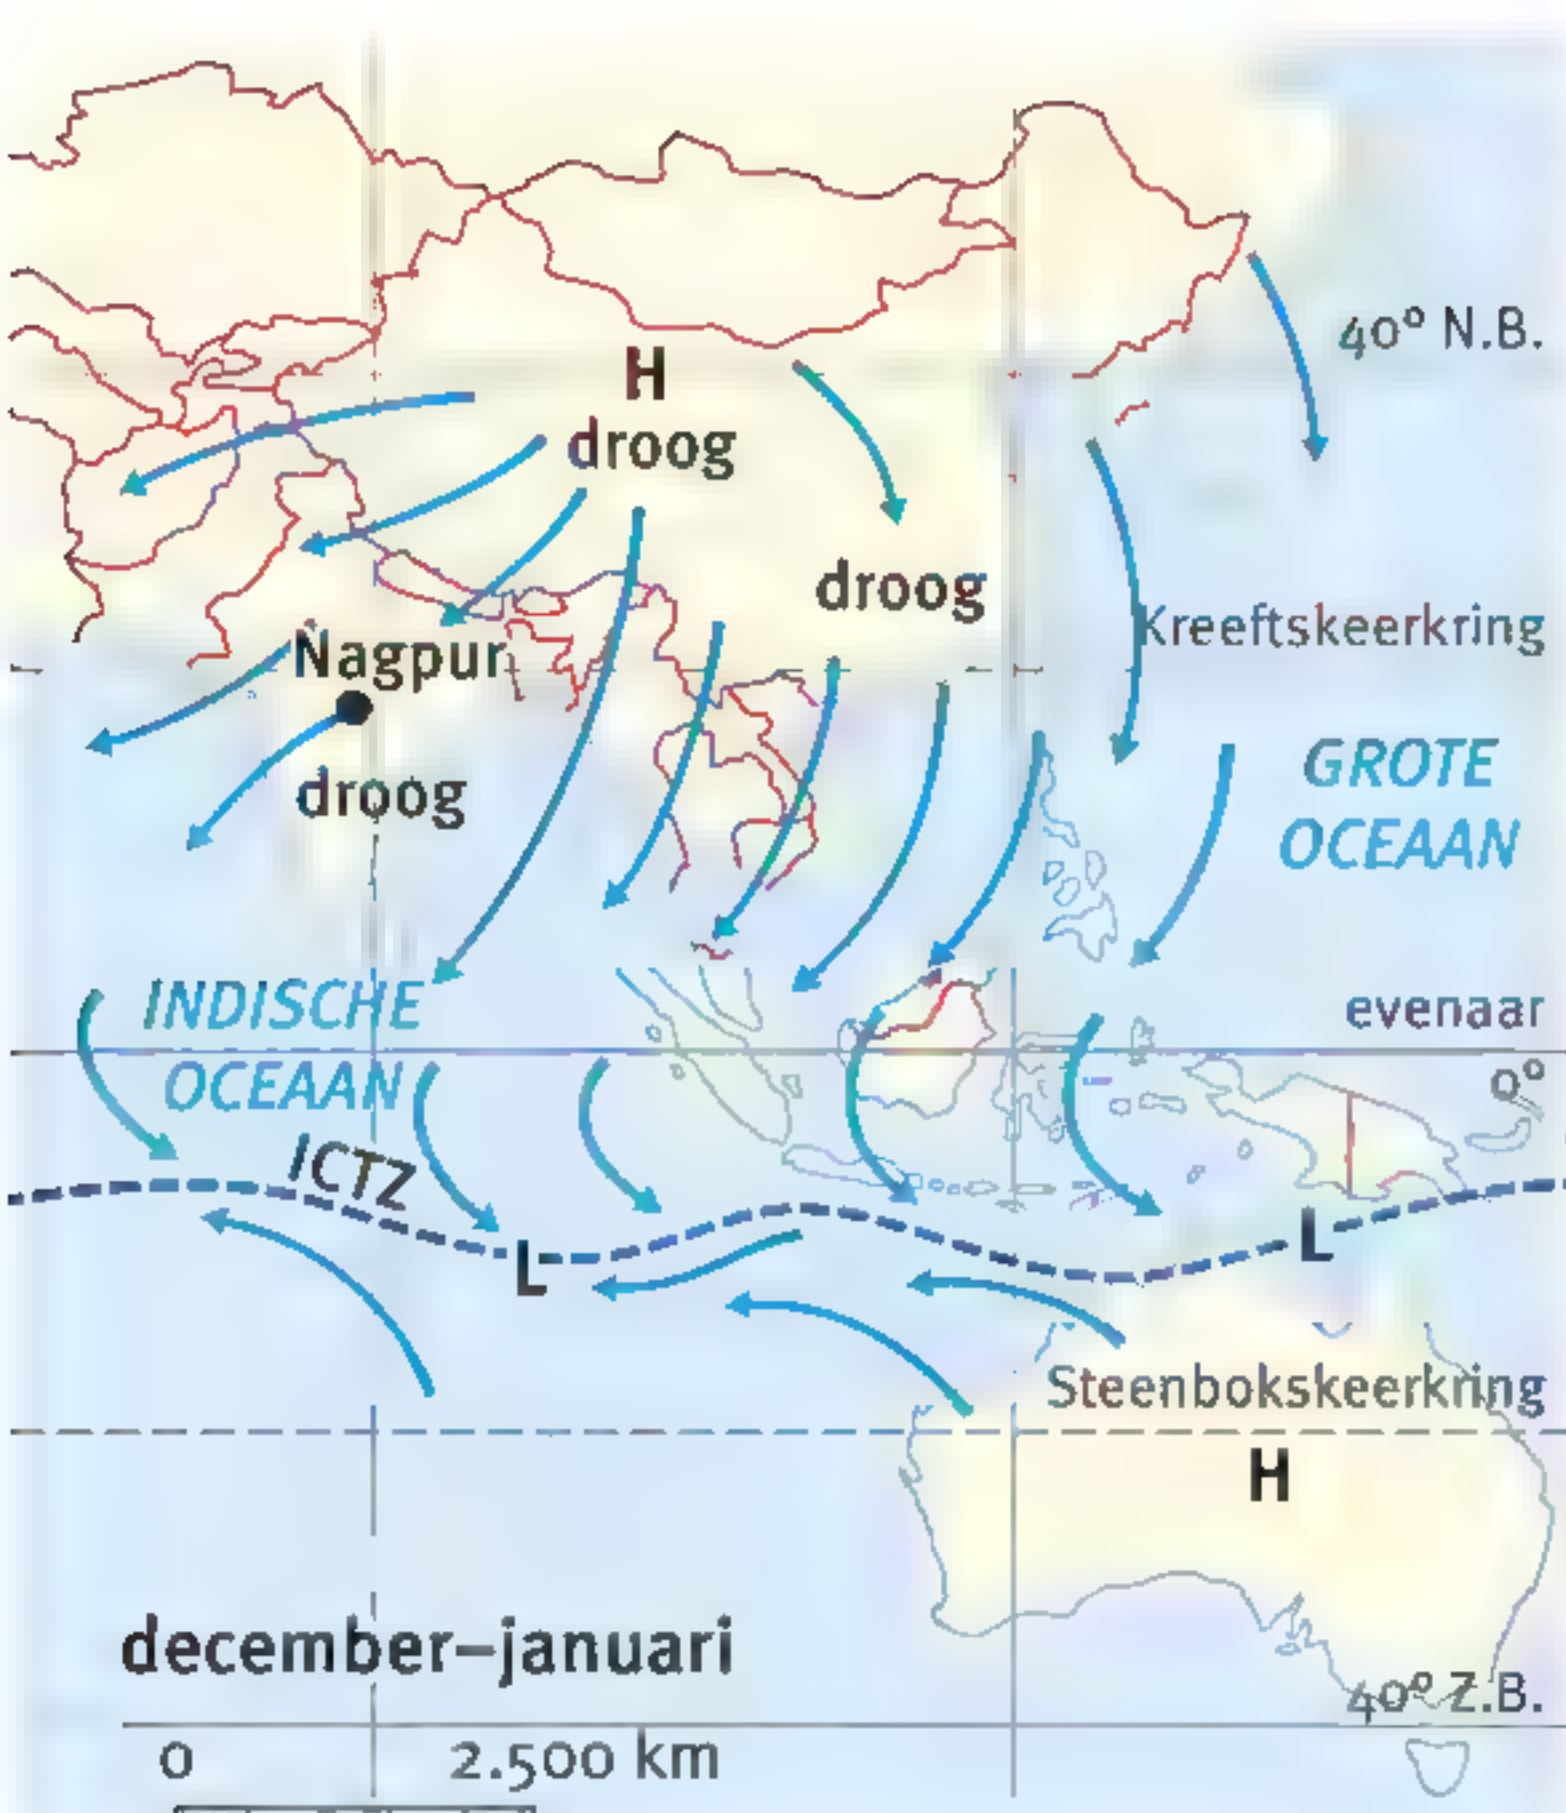 40° N.B.
H
droog
droog
Kreeftskeerkring
Nagpur
droog
GROTE
OCEAAN
INDISCHE
OCEAAN
evenaar
0°
ICTZ
L
L
Steenbokskeerkring
H
december–januari
40° Z.B.
0 2.500 km